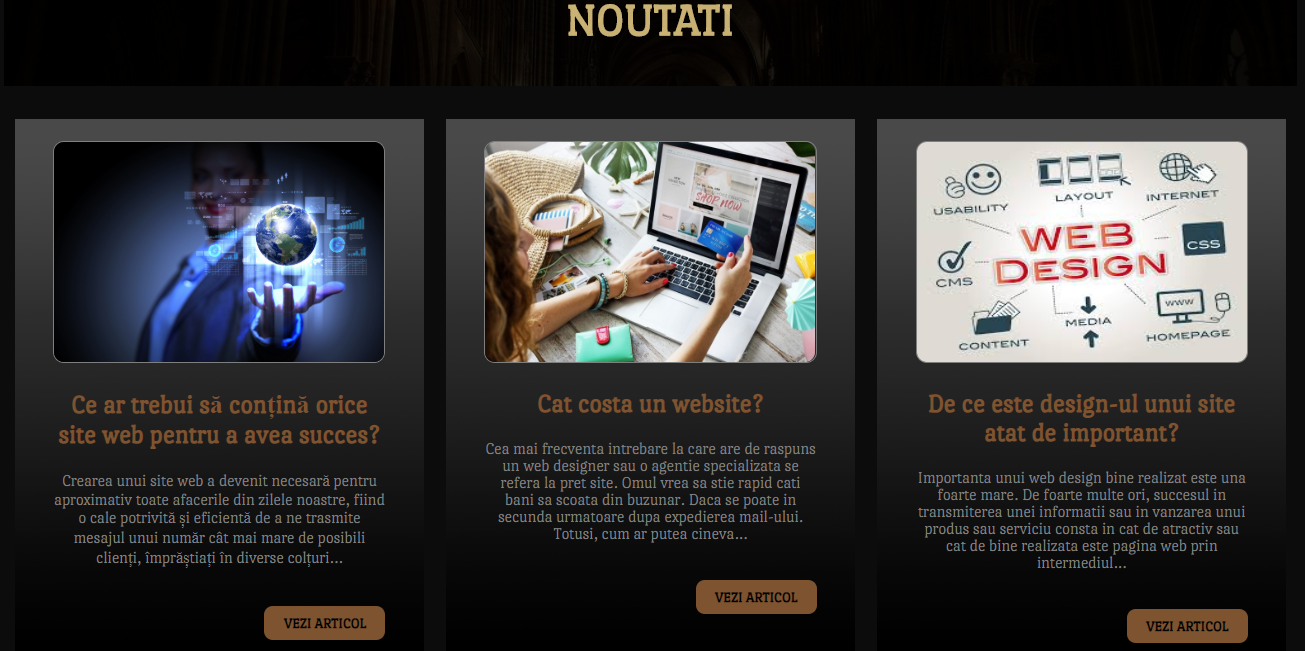 NOUTATI
SHOP NOW
USABILITY
LAYOUT
INTERNET
WEB
DESIGN
CSS
CMS
WWW
MEDIA
CONTENT
HOMEPAGE
Ce ar trebui să conțină orice
site web pentru a avea succes?
Crearea unui site web a devenit necesară pentru
aproximativ toate afacerile din zilele noastre, fiind
o cale potrivită și eficientă de a ne trasmite
mesajul unui număr cât mai mare de posibili
clienți, împrăștiați în diverse colțuri...
VEZI ARTICOL
Cat costa un website?
Cea mai frecventa intrebare la care are de raspuns
un web designer sau o agentie specializata se
refera la pret site. Omul vrea sa stie rapid cati
bani sa scoata din buzunar. Daca se poate in
secunda urmatoare dupa expedierea mail-ului.
Totusi, cum ar putea cineva...
VEZI ARTICOL
De ce este design-ul unui site
atat de important?
Importanta unui web design bine realizat este una
foarte mare. De foarte multe ori, succesul in
transmiterea unei informatii sau in vanzarea unui
produs sau serviciu consta in cat de atractiv sau
cat de bine realizata este pagina web prin
intermediul...
VEZI ARTICOL